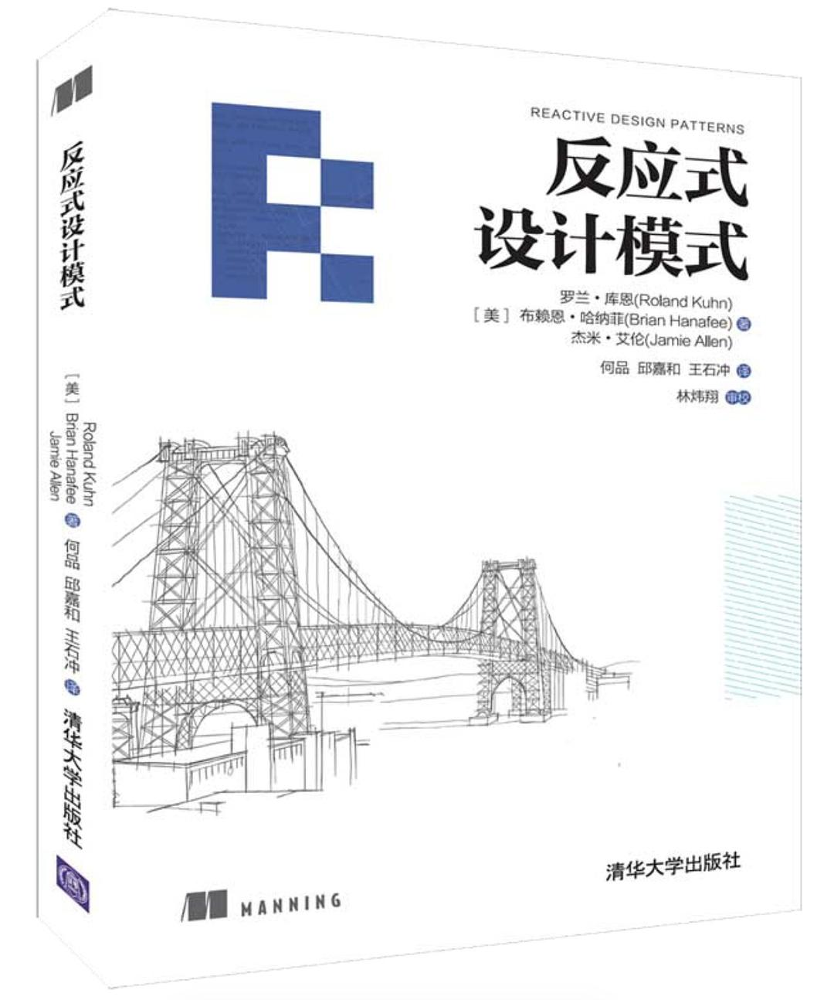 反应式设计模式
[美] Roland Kuhn
Brian Hanafee
Jamie Allen
著
何品 邱嘉和 王石冲 译
清华大学出版社
REACTIVE DESIGN PATTERNS
反应式
设计模式
罗兰·库恩(Roland Kuhn)
[美] 布赖恩·哈纳菲(Brian Hanafee) 著
杰米·艾伦(Jamie Allen)
何品 邱嘉和 王石冲 译
林炜翔 审校
清华大学出版社
MANNING